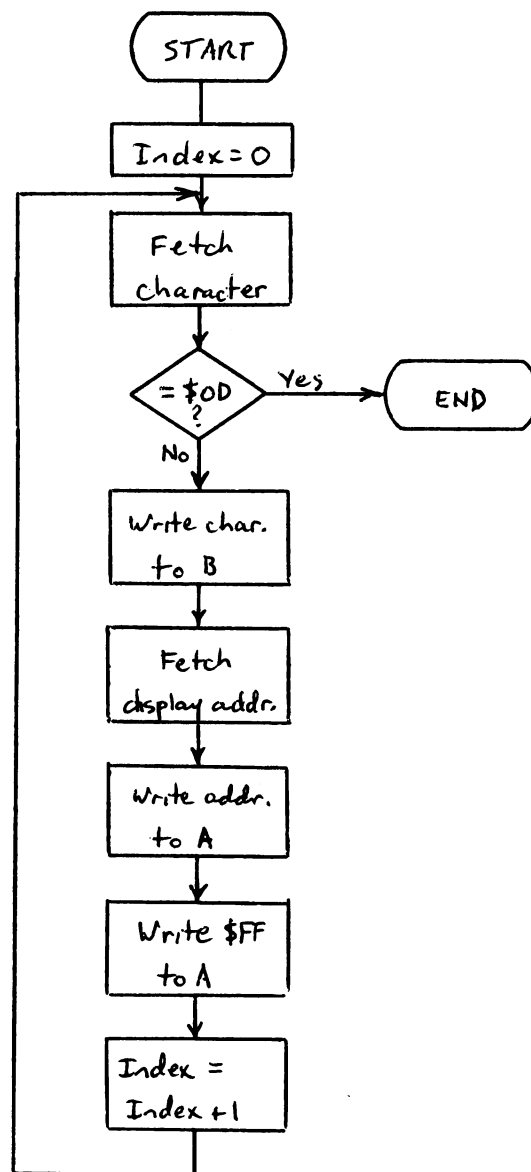 START
Index = 0
Fetch
character
= $0D
?
Yes
END
No
Write char.
to B
Fetch
display addr.
Write addr.
to A
Write $FF
to A
Index =
Index + 1